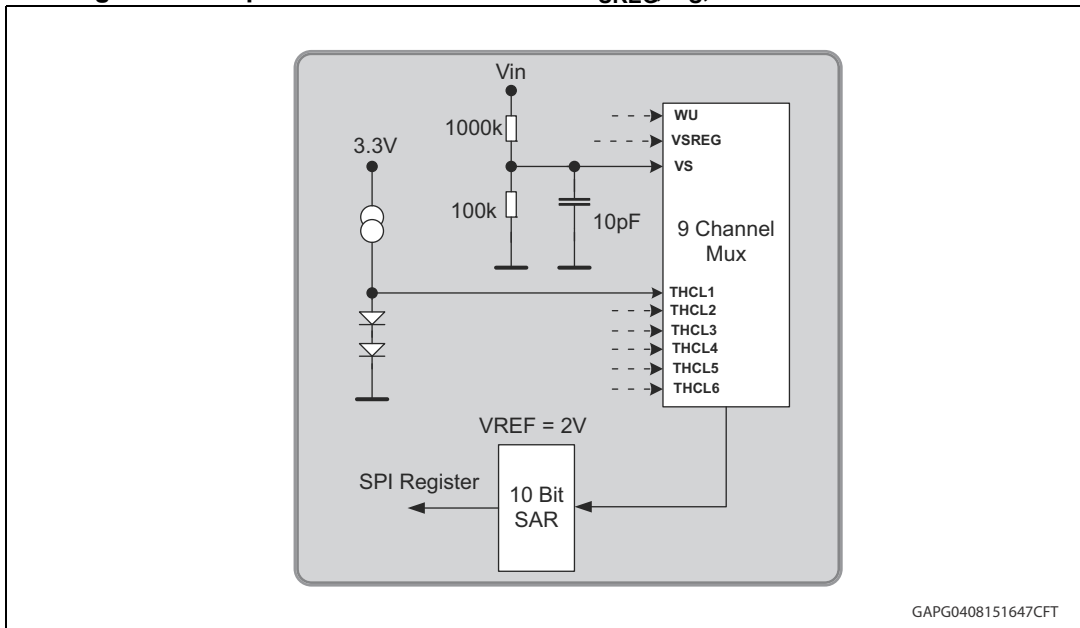 Vin
1000k
3.3V
100k
10pF
WU
VSREG
VS
9 Channel
Mux
THCL1
THCL2
THCL3
THCL4
THCL5
THCL6
VREF = 2V
SPI Register
10 Bit
SAR
GAPG0408151647CFT